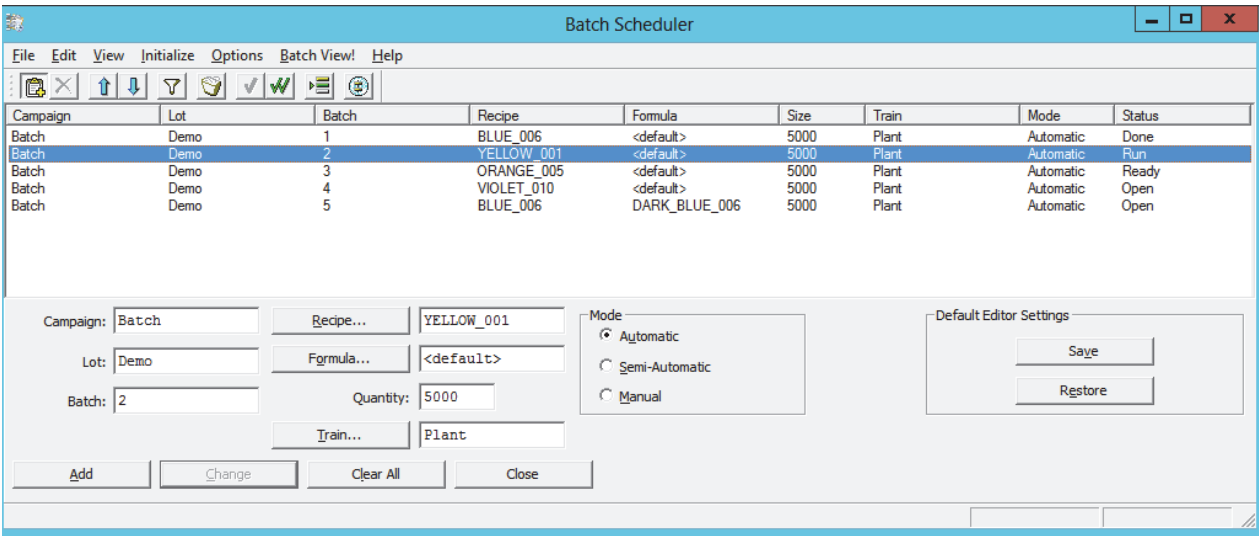 Batch Scheduler
File Edit View Initialize Options Batch View! Help
Campaign Lot Batch Recipe Formula Size Train Mode Status
Batch Demo 1 BLUE_006 <default> 5000 Plant Automatic Done
Batch Demo 2 YELLOW_001 <default> 5000 Plant Automatic Run
Batch Demo 3 ORANGE_005 <default> 5000 Plant Automatic Ready
Batch Demo 4 VIOLET_010 <default> 5000 Plant Automatic Open
Batch Demo 5 BLUE_006 DARK_BLUE_006 5000 Plant Automatic Open
Campaign: Batch
Lot: Demo
Batch: 2
Recipe... YELLOW_001
Formula... <default>
Quantity: 5000
Train... Plant
Mode
Automatic
Semi-Automatic
Manual
Default Editor Settings
Save
Restore
Add Change Clear All Close